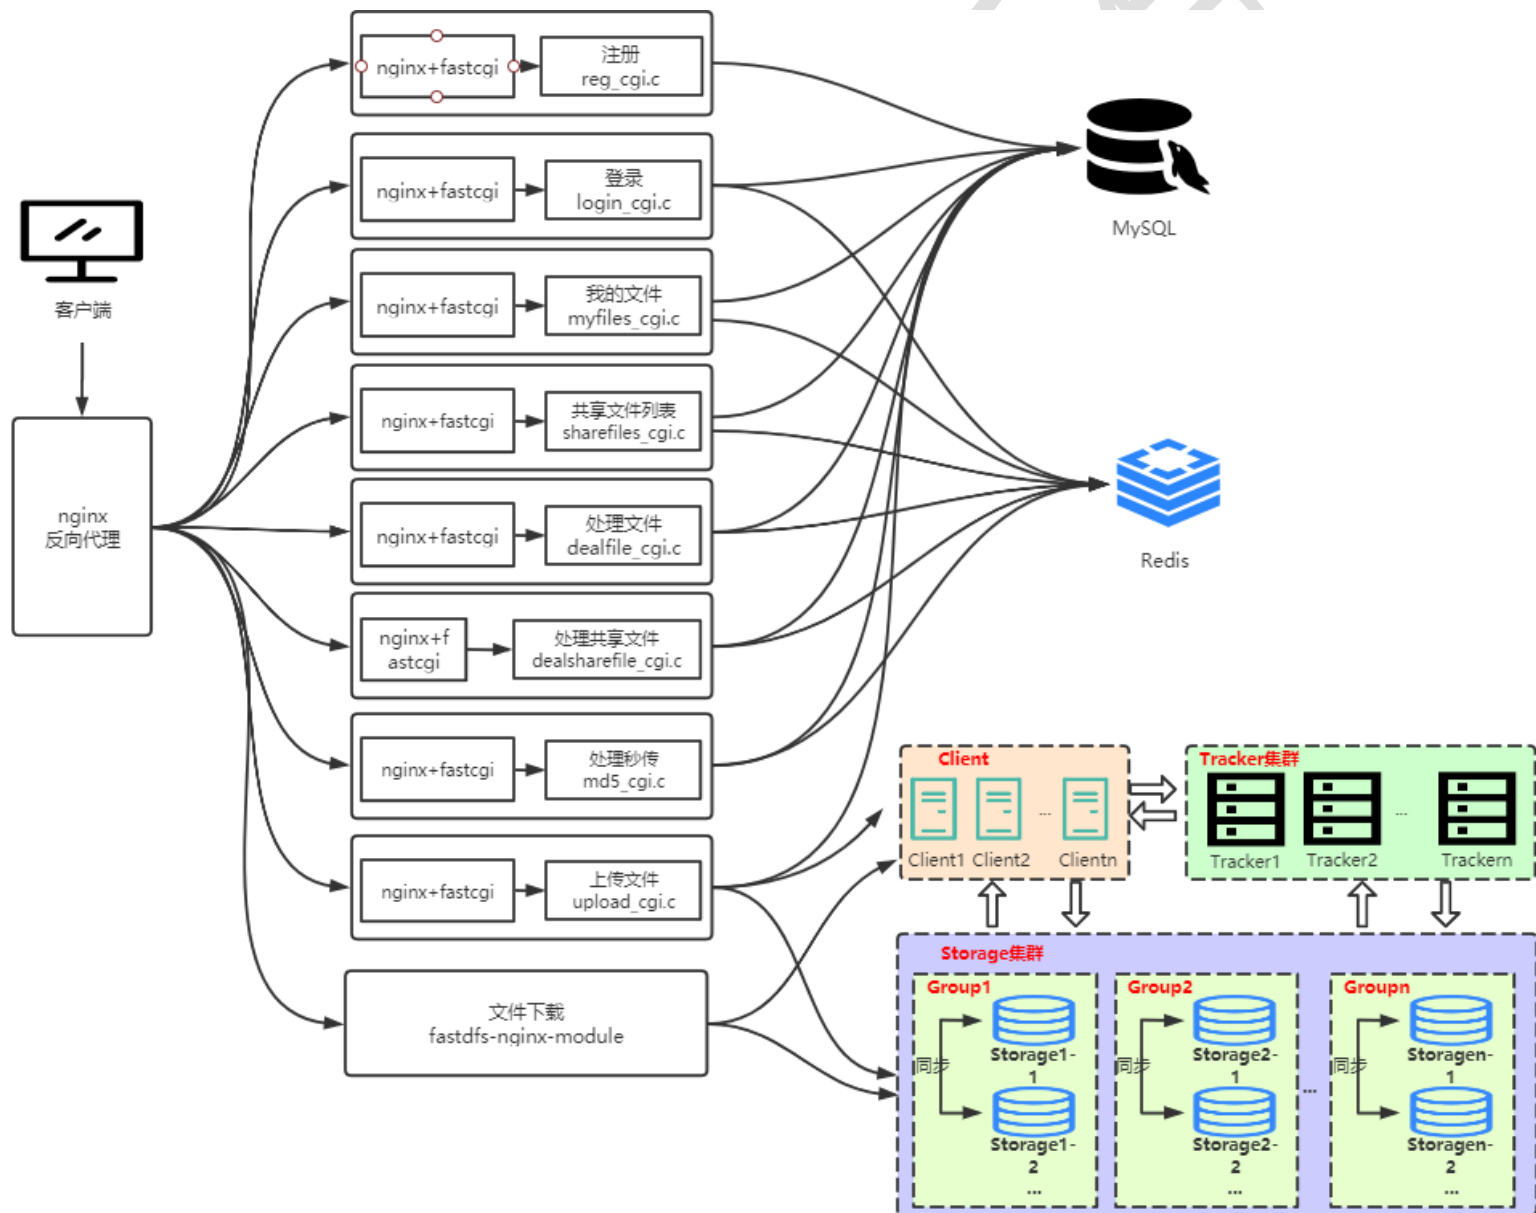 客户端
nginx
反向代理
nginx+fastcgi
注册
reg_cgi.c
nginx+fastcgi
登录
login_cgi.c
nginx+fastcgi
我的文件
myfiles_cgi.c
nginx+fastcgi
共享文件列表
sharefiles_cgi.c
nginx+fastcgi
处理文件
dealfile_cgi.c
nginx+f
astcgi
处理共享文件
dealsharefile_cgi.c
nginx+fastcgi
处理秒传
md5_cgi.c
nginx+fastcgi
上传文件
upload_cgi.c
文件下载
fastdfs-nginx-module
MySQL
Redis
Client
Client1 Client2 ... Clientn
Tracker集群
Tracker1 Tracker2 ... Trackern
Storage集群
Group1
同步
Storage1-
1
Storage1-
2
...
Group2
同步
Storage2-
1
Storage2-
2
...
...
Groupn
同步
Storagen-
1
Storagen-
2
...